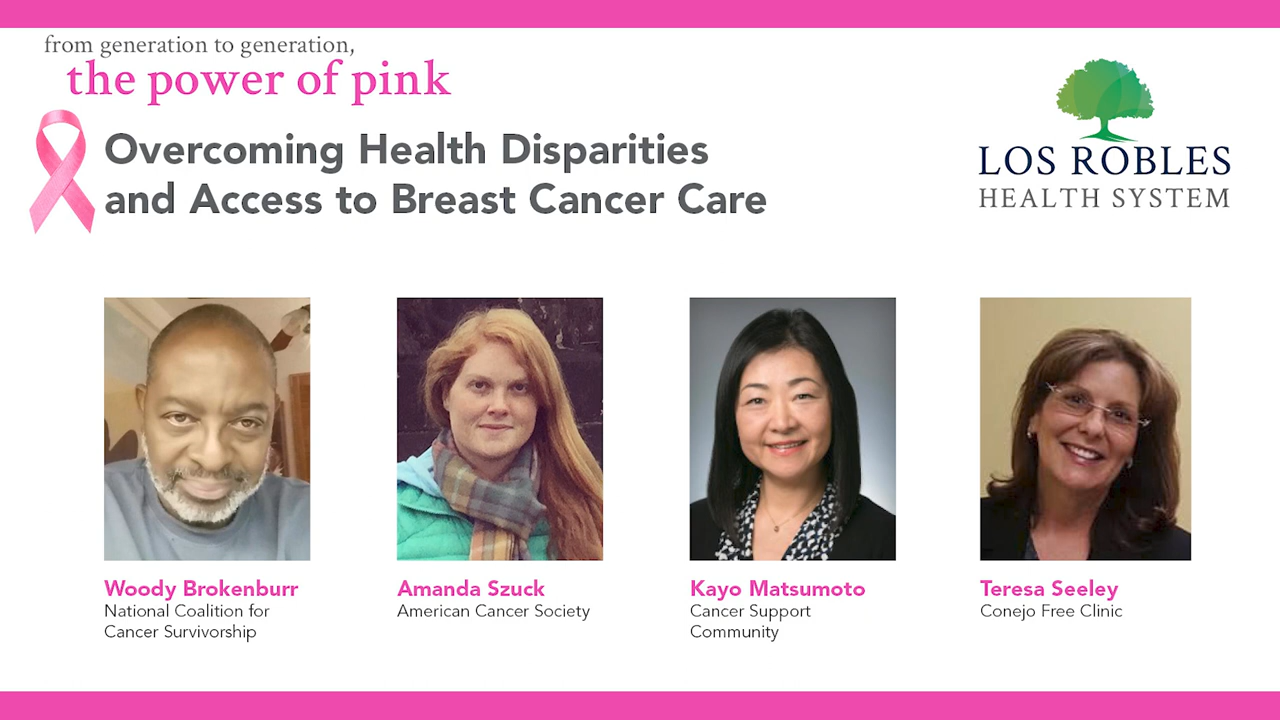 from generation to generation,
the power of pink
Overcoming Health Disparities
and Access to Breast Cancer Care
LOS ROBLES
HEALTH SYSTEM
Woody Brokenburr
National Coalition for
Cancer Survivorship
Amanda Szuck
American Cancer Society
Kayo Matsumoto
Cancer Support
Community
Teresa Seeley
Conejo Free Clinic